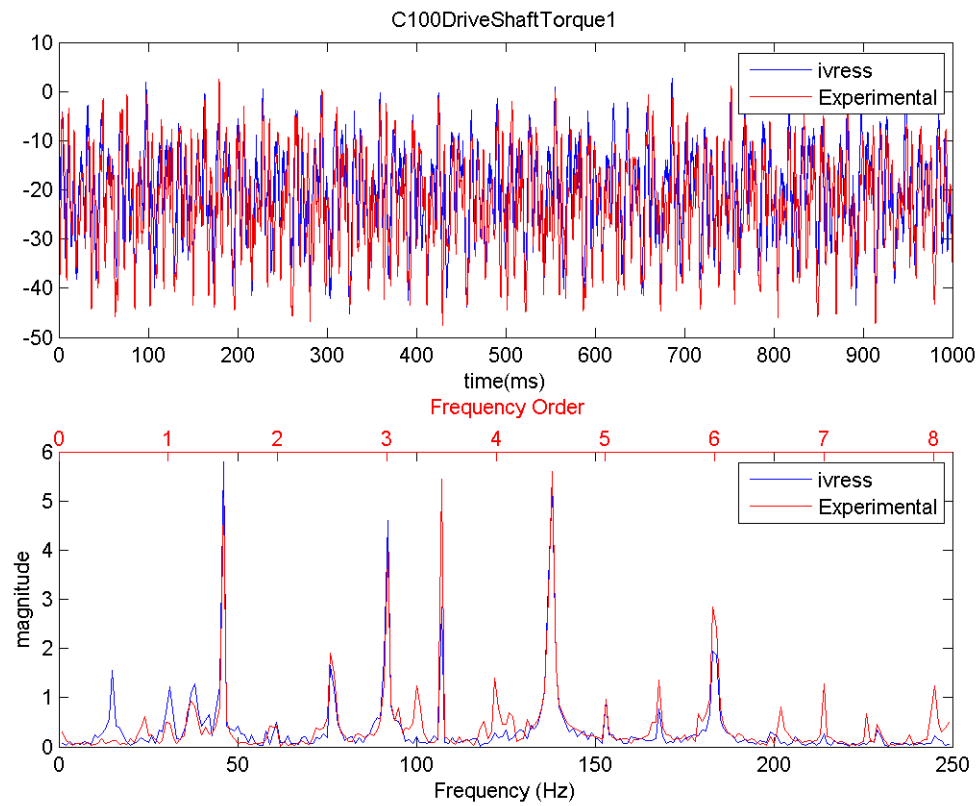 C100DriveShaftTorque1
10
0
-10
-20
-30
-40
-50
ivress
Experimental
0 100 200 300 400 500 600 700 800 900 1000
time(ms)
Frequency Order
0 1 2 3 4 5 6 7 8
6
5
4
3
2
1
0
magnitude
ivress
Experimental
0 50 100 150 200 250
Frequency (Hz)